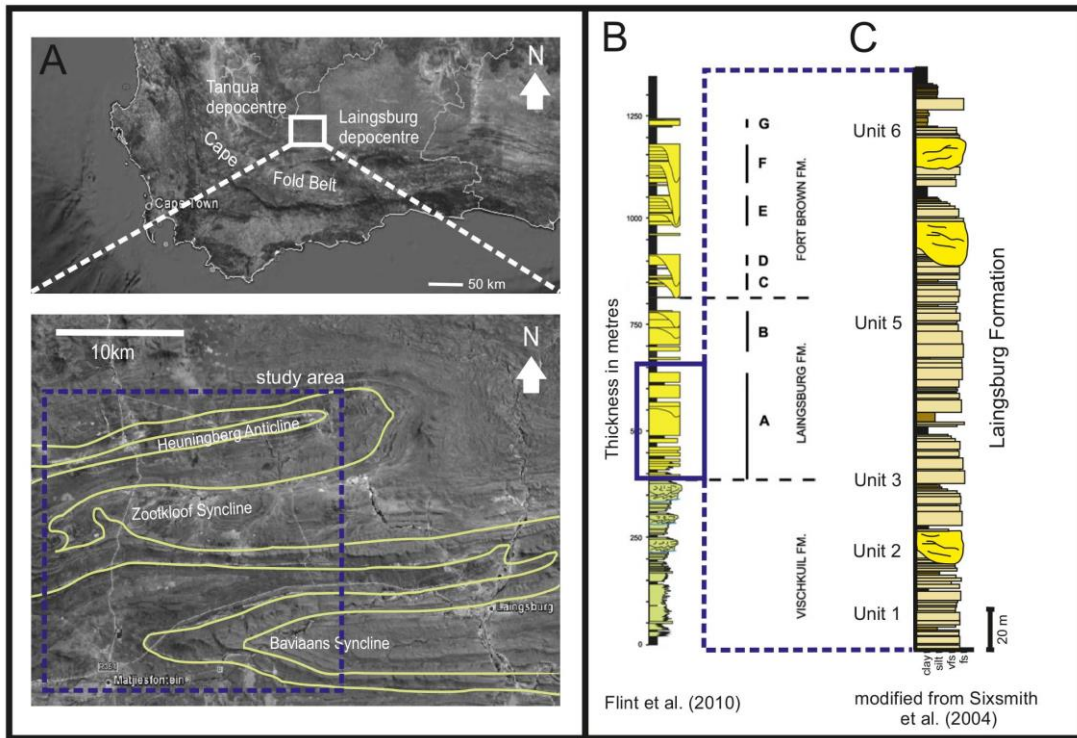 A
N
Tanqua
depocentre
Laingsburg
depocentre
Cape
Fold Belt
Cape Town
50 km
N
10km
study area
Heuningberg Anticline
Zootkloof Syncline
Laingsburg
Baviaans Syncline
Matjiesfontein
B
Thickness in metres
1250
1000
750
500
250
0
G
F
E
D
C
B
A
FORT BROWN FM.
LAINGSBURG FM.
VISCHKUIL FM.
Flint et al. (2010)
C
Unit 6
Unit 5
Unit 3
Unit 2
Unit 1
Laingsburg Formation
20 m
clay
silt
vfs
fs
modified from Sixsmith
et al. (2004)